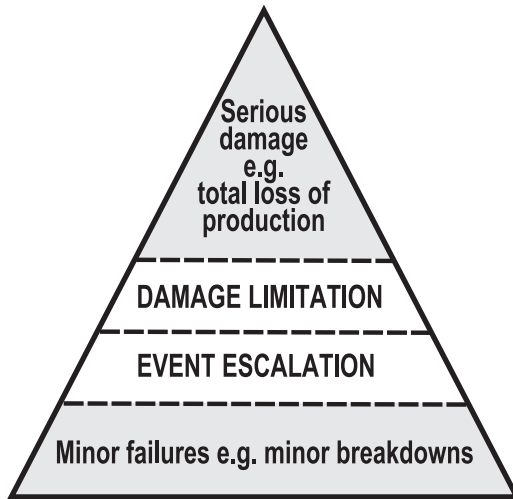 Serious
damage
e.g.
total loss of
production
DAMAGE LIMITATION
EVENT ESCALATION
Minor failures e.g. minor breakdowns